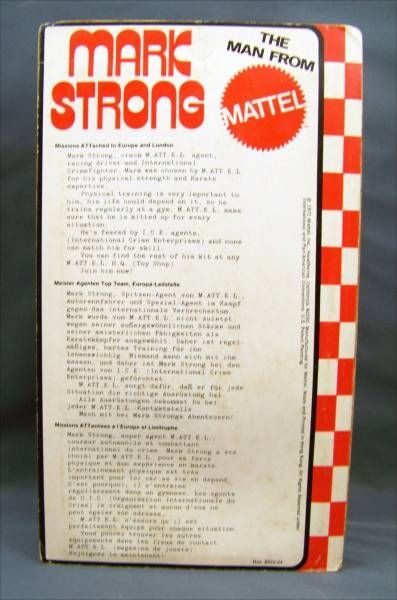 MARK
STRONG
THE
MAN FROM
MATTEL
Missions ATTached to Europe and London
Mark Strong, crack M.ATT.E.L. agent,
racing driver and International
Crimefighter. Mark was chosen by M.ATT.E.L
for his physical strength and Karate
expertise.
Physical training is very important to
him, his life could depend on it, so he
trains regularly at a gym. M.ATT.E.L. make
sure that he is kitted up for every
situation.
He's feared by I.C.E. agents,
(International Crime Enterprises) and none
can match him for skill.
You can find the rest of his kit at any
M.ATT.E.L. H.Q. (Toy Shop)
Join him now!
Meister Agenten Top Team, Europa-Leitstelle
Mark Strong, Spitzen-Agent von M.ATT.E.L.,
Autorennfahrer und Spezial-Agent im Kampf
gegen das internationale Verbrechertum.
Mark wurde von M.ATT.E.L. nicht zuletzt
wegen seiner außergewöhnlichen Stärke und
seiner meisterlichen Fähigkeiten als
Karatekämpfer ausgewählt. Daher ist regel-
mäßiges, hartes Training für ihn
lebenswichtig. Niemand kann sich mit ihm
messen, und daher ist Mark Strong bei den
Agenten von I.C.E. (International Crime
Enterprises) gefürchtet.
M.ATT.E.L. sorgt dafür, daß er für jede
Situation die richtige Ausrüstung hat.
Alle Ausrüstungen bekommst Du bei
jeder M.ATT.E.L.-Kontaktstelle
mit bei Mark Strongs Abenteuern!
Missions ATTachees a l'Europe et Limitrophe
Mark Strong, super agent M.ATT.E.L.,
coureur automobile et combattant
international du crime. Mark Strong a ete
choisi par M.ATT.E.L. pour sa force
physique et son expérience en karate.
L'entraînement physique est très
important pour lui, car sa vie en dépend.
C'est pourquoi, il s'entraine
régulièrement dans un gymnase. Les agents
de C.I.C. (Organisation Internationale du
Crime) le craignent et aucun d'eux ne
peut égaler son adresse.
M.ATT.E.L. s'assure qu'il est
parfaitement équipé pour chaque situation.
Vous pouvez trouver les autres
équipements dans les lieux de contact
M.ATT.E.L. (magasins de jouets)
Rejoignez le maintenant!
© 1972 Mattel, Inc.